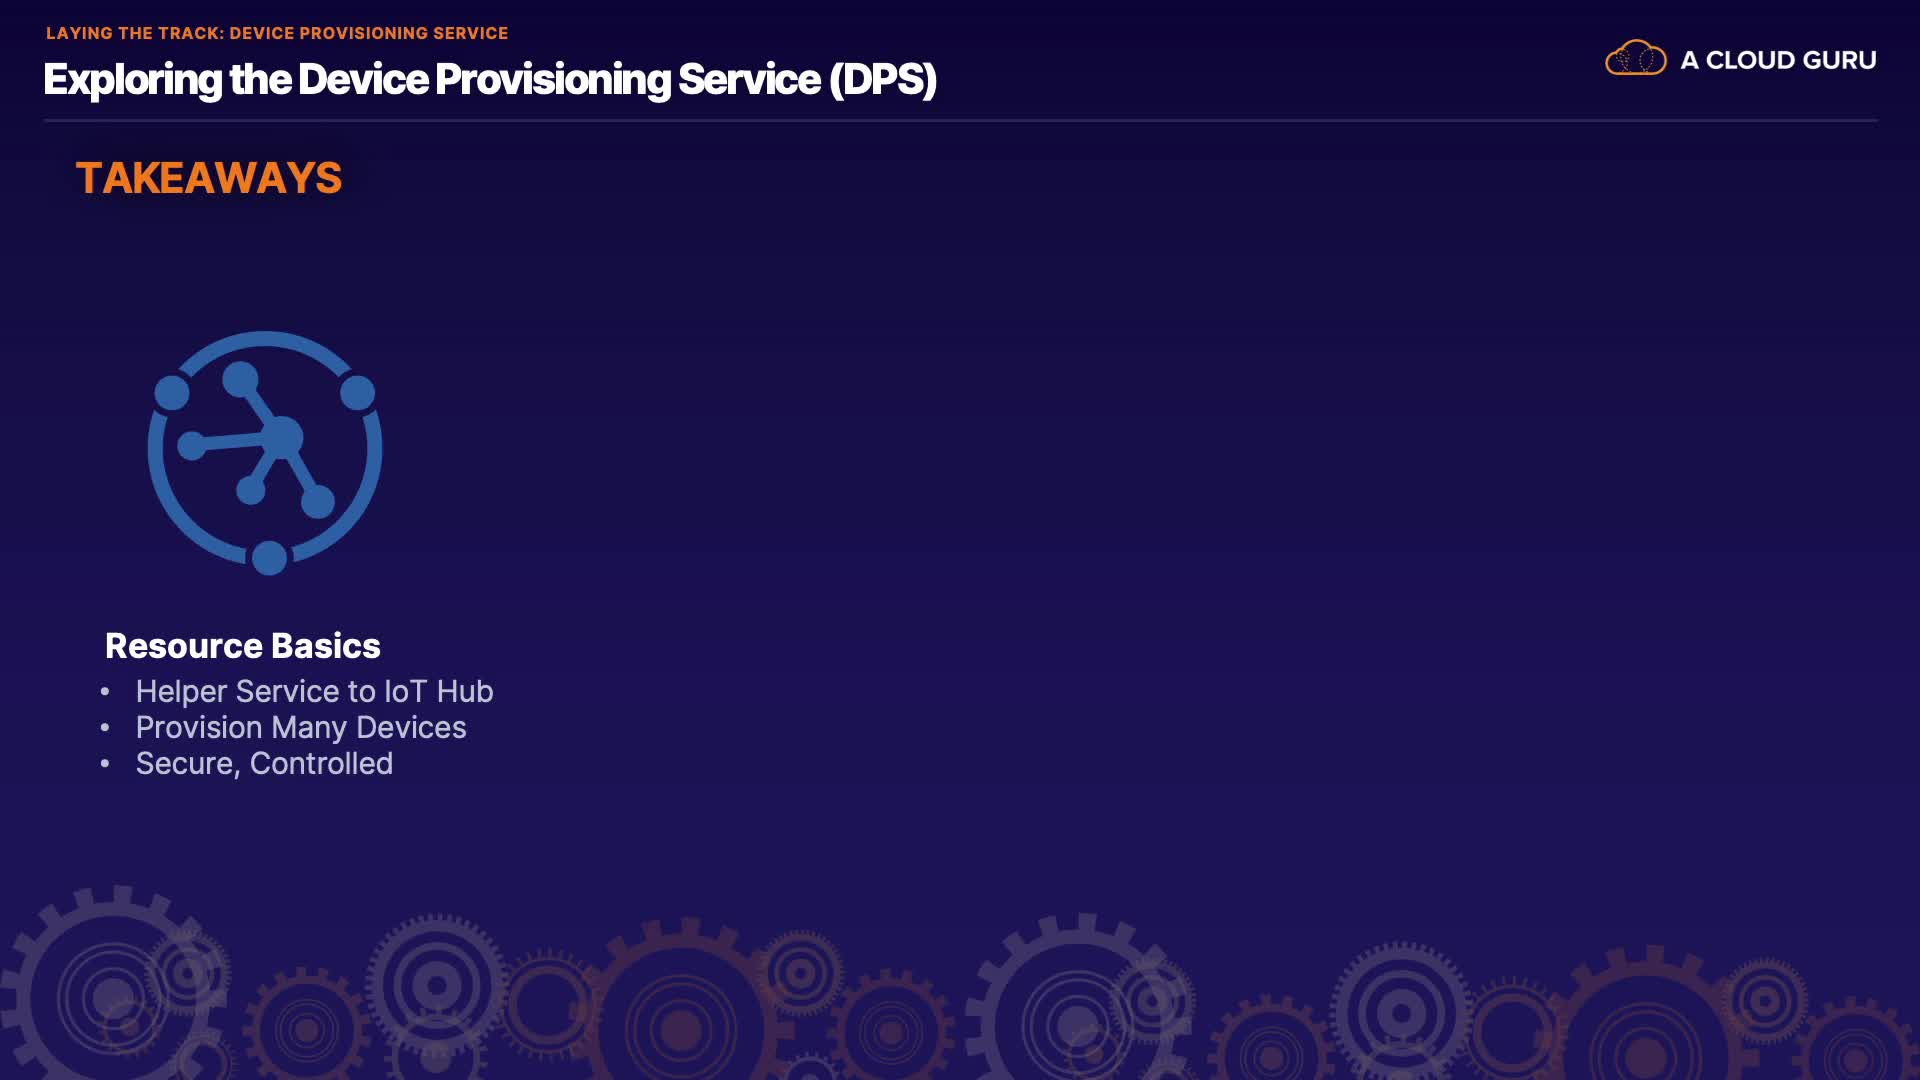 LAYING THE TRACK: DEVICE PROVISIONING SERVICE
Exploring the Device Provisioning Service (DPS)
A CLOUD GURU
TAKEAWAYS
Resource Basics
• Helper Service to IoT Hub
• Provision Many Devices
• Secure, Controlled